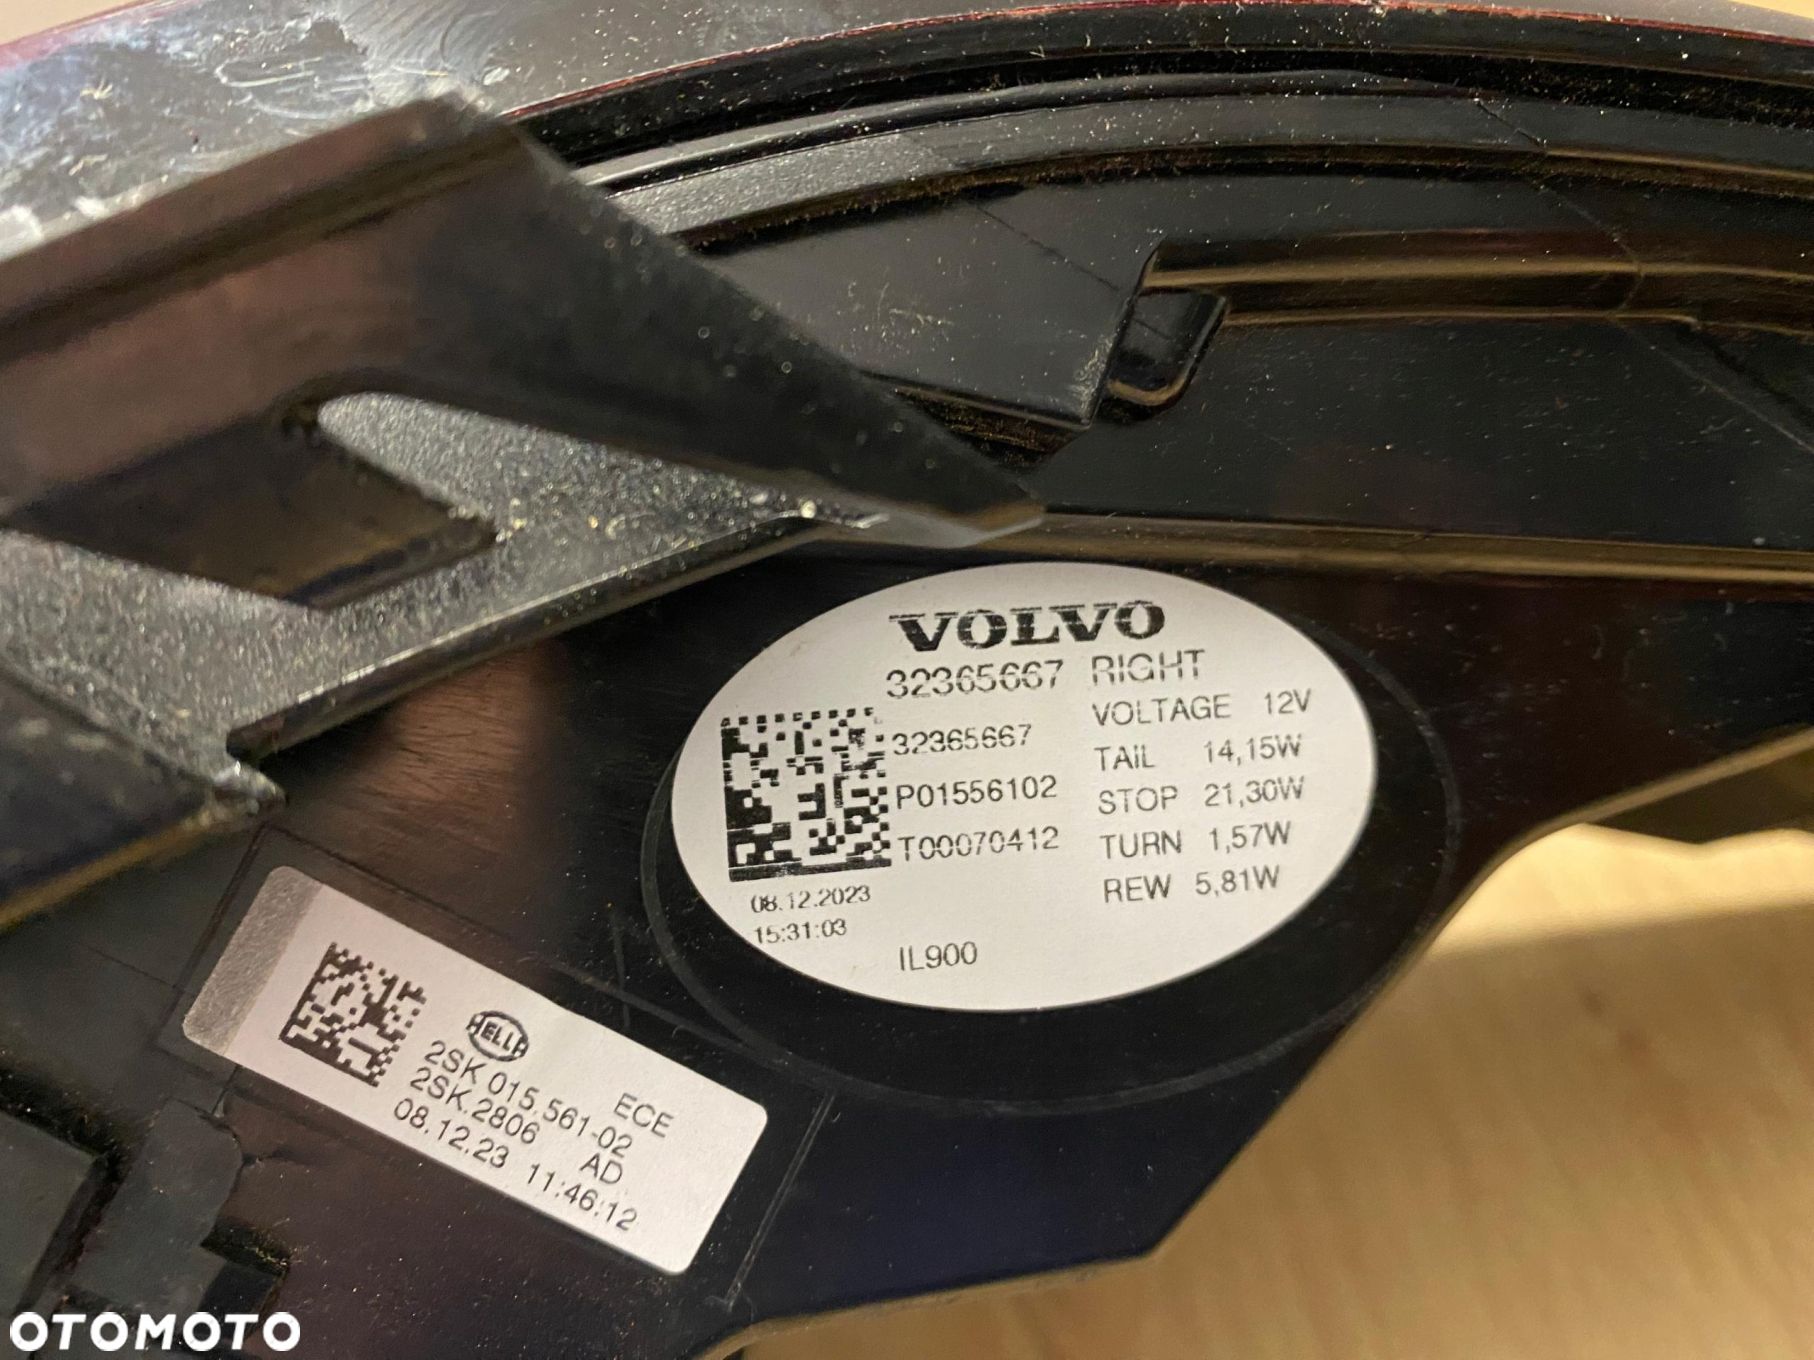 VOLVO
32365667 RIGHT
32365667
P01556102
T00070412
VOLTAGE 12V
TAIL 14,15W
STOP 21,30W
TURN 1,57W
REW 5,81W
08.12.2023
15:31:03
IL900
HELLA
ECE
2SK 015.561-02
2SK.2806 AD
08.12.23 11:46:12
OTOMOTO